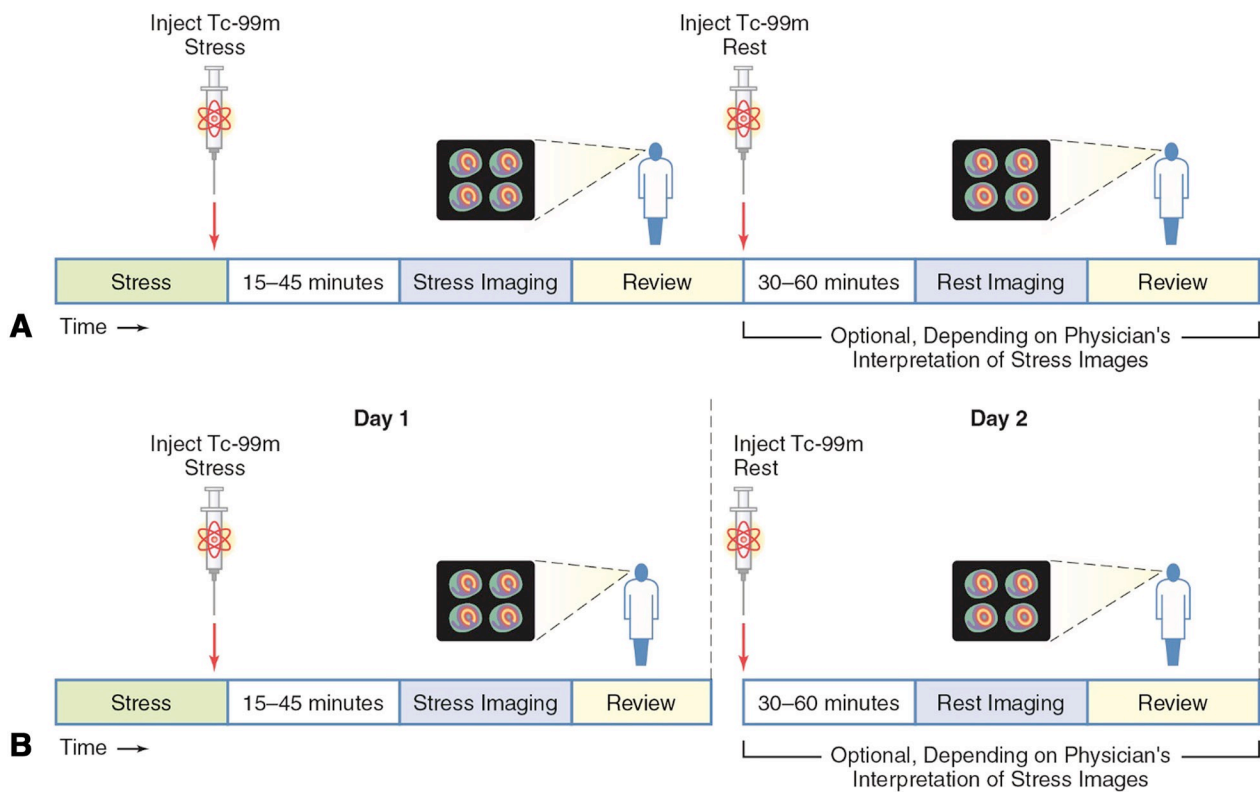 Inject Tc-99m
Stress
Inject Tc-99m
Rest
Stress
15–45 minutes
Stress Imaging
Review
30–60 minutes
Rest Imaging
Review
A
Time
Optional, Depending on Physician's
Interpretation of Stress Images
Day 1
Day 2
Inject Tc-99m
Stress
Inject Tc-99m
Rest
Stress
15–45 minutes
Stress Imaging
Review
30–60 minutes
Rest Imaging
Review
B
Time
Optional, Depending on Physician's
Interpretation of Stress Images